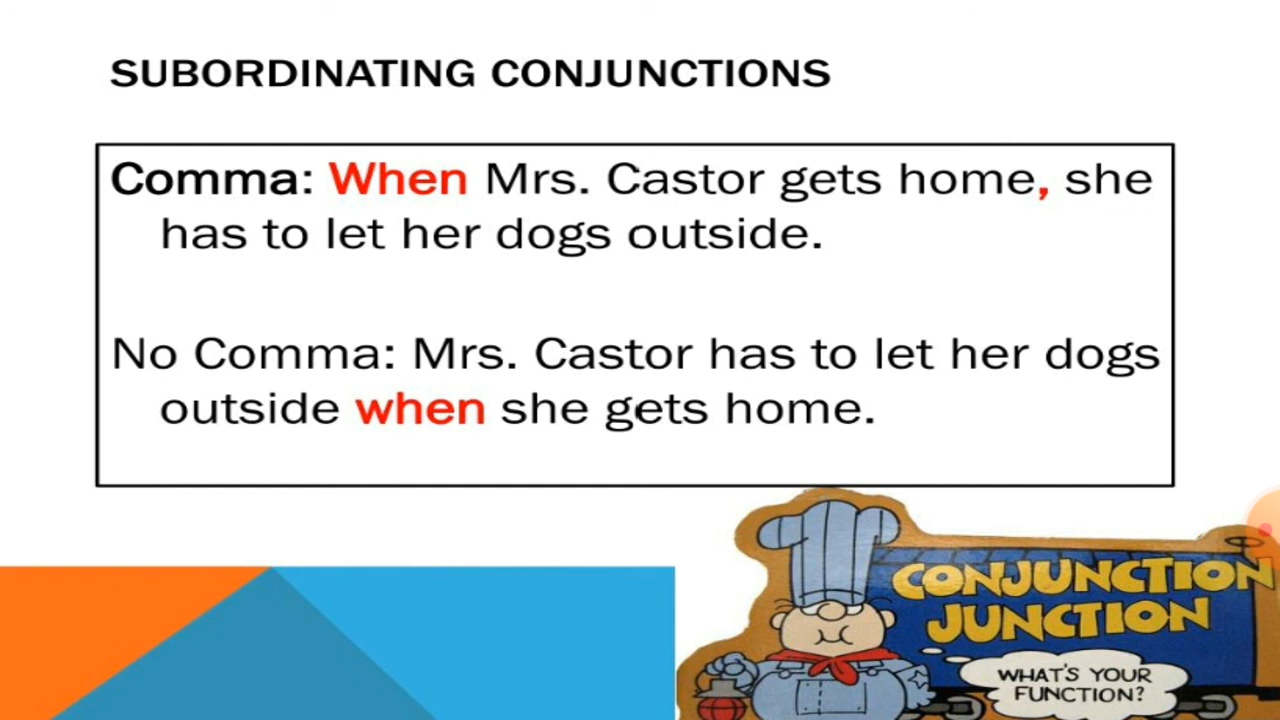 SUBORDINATING CONJUNCTIONS
Comma: When Mrs. Castor gets home, she
has to let her dogs outside.
No Comma: Mrs. Castor has to let her dogs
outside when she gets home.
CONJUNCTION
JUNCTION
WHAT'S YOUR
FUNCTION?